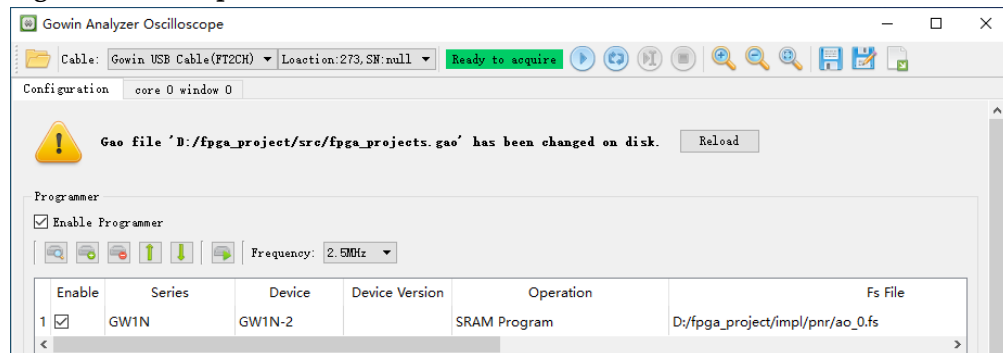 Gowin Analyzer Oscilloscope
Cable: Gowin USB Cable(FT2CH) Loaction:273,SN:null Ready to acquire
Configuration core 0 window 0
Gao file 'D:/fpga_project/src/fpga_projects.gao' has been changed on disk. Reload
Programmer
Enable Programmer
Frequency: 2.5MHz
Enable Series Device Device Version Operation Fs File
1 GW1N GW1N-2 SRAM Program D:/fpga_project/impl/pnr/ao_0.fs